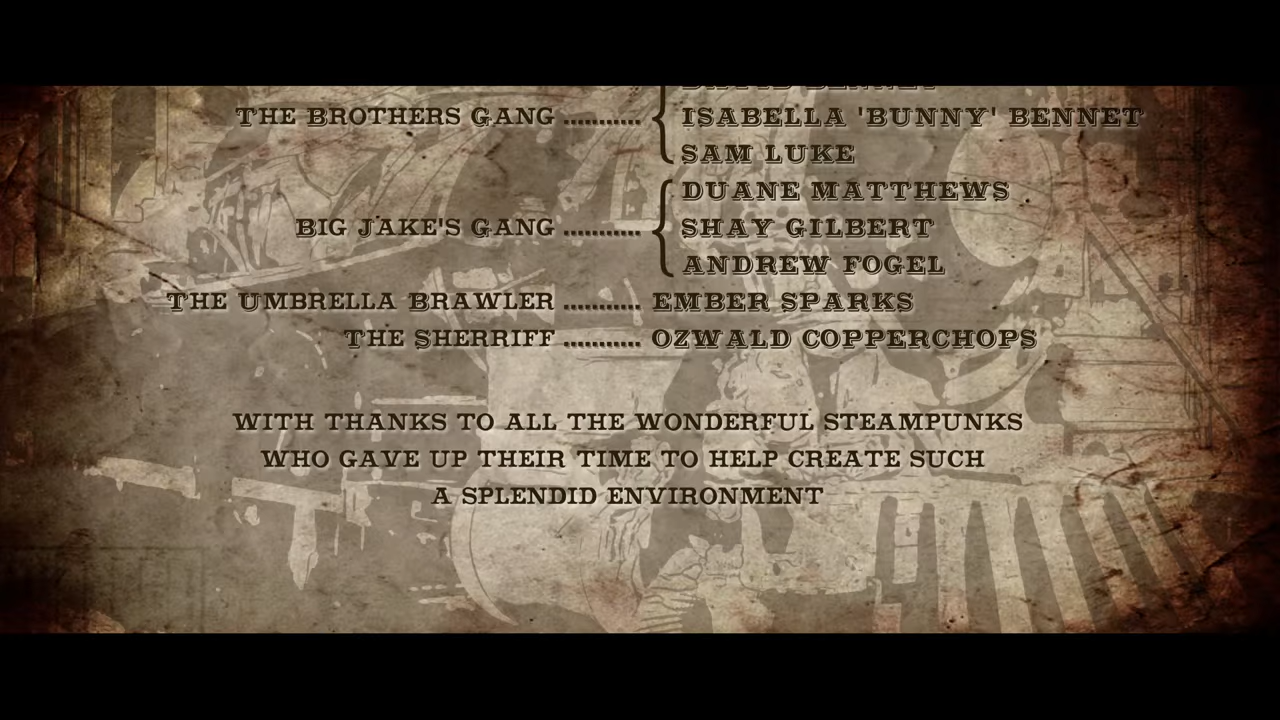 THE BROTHERS GANG ........... { ISABELLA 'BUNNY' BENNET
SAM LUKE
DUANE MATTHEWS
BIG JAKE'S GANG ........... { SHAY GILBERT
ANDREW FOGEL
THE UMBRELLA BRAWLER ........... EMBER SPARKS
THE SHERRIFF ........... OZWALD COPPERCHOPS
WITH THANKS TO ALL THE WONDERFUL STEAMPUNKS
WHO GAVE UP THEIR TIME TO HELP CREATE SUCH
A SPLENDID ENVIRONMENT